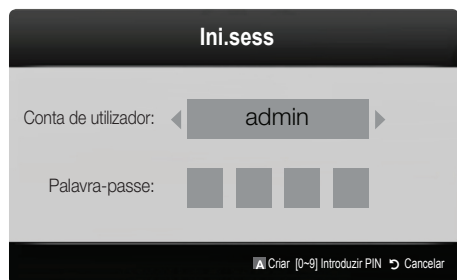 Ini.sess
Conta de utilizador: admin
Palavra-passe:
A Criar [0~9] Introduzir PIN Cancelar